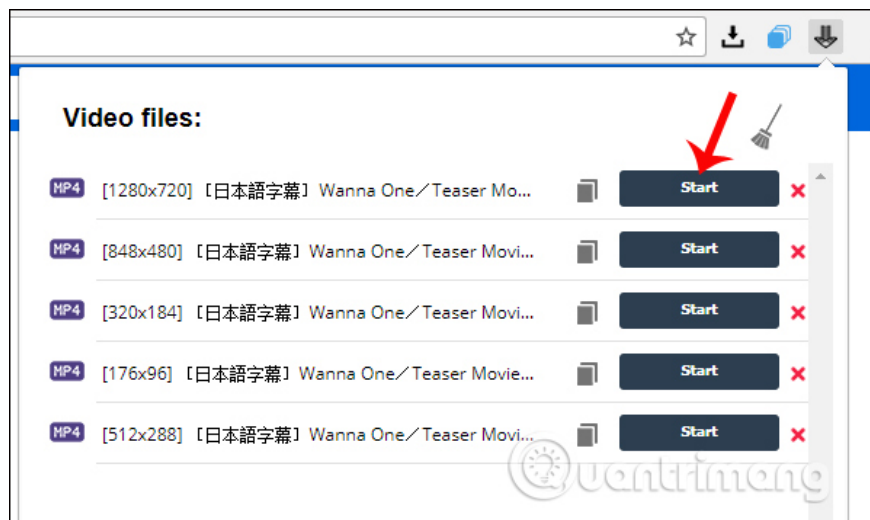 Video files:
MP4 [1280x720] [日本語字幕] Wanna One／Teaser Mo... Start
MP4 [848x480] [日本語字幕] Wanna One／Teaser Movi... Start
MP4 [320x184] [日本語字幕] Wanna One／Teaser Movi... Start
MP4 [176x96] [日本語字幕] Wanna One／Teaser Movie... Start
MP4 [512x288] [日本語字幕] Wanna One／Teaser Movi... Start
Quantrimang